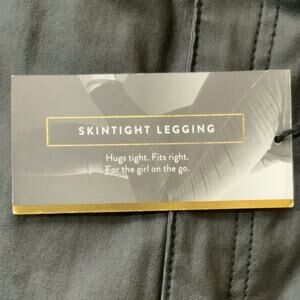 SKINTIGHT LEGGING
Hugs tight. Fits right.
For the girl on the go.